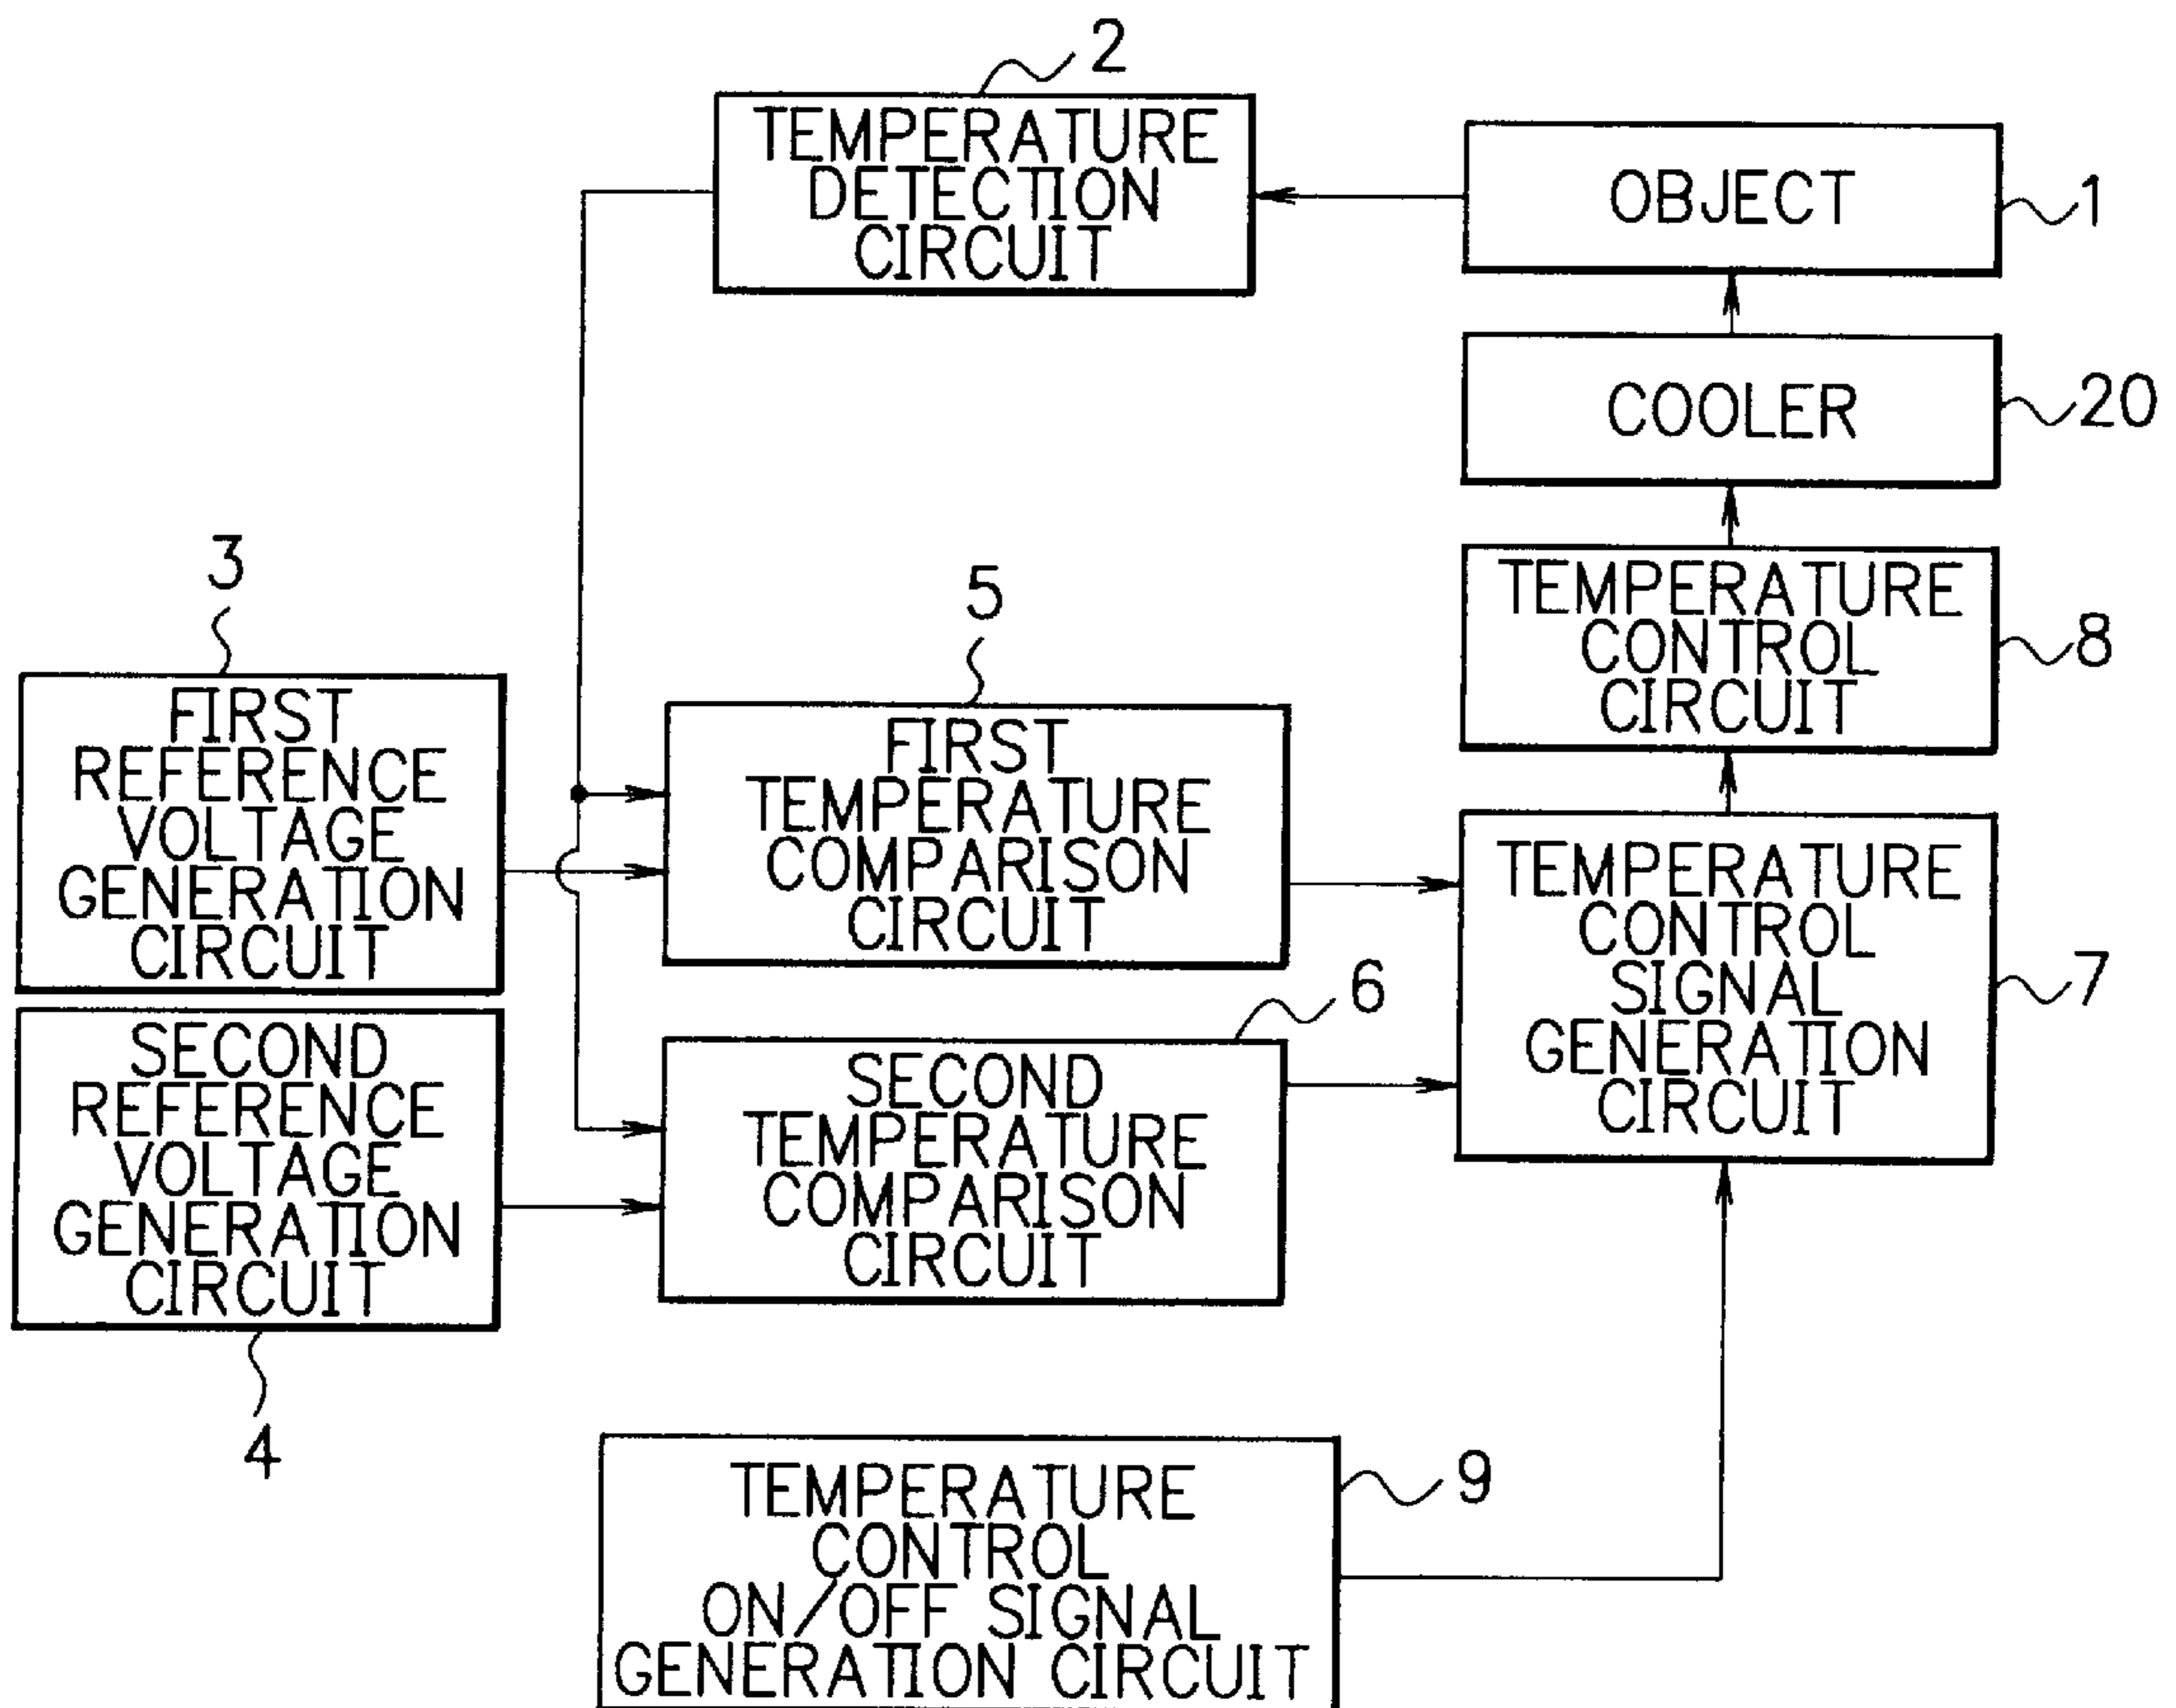 2
TEMPERATURE
DETECTION
CIRCUIT
OBJECT
1
COOLER
20
TEMPERATURE
CONTROL
CIRCUIT
8
3
FIRST
REFERENCE
VOLTAGE
GENERATION
CIRCUIT
5
FIRST
TEMPERATURE
COMPARISON
CIRCUIT
TEMPERATURE
CONTROL
SIGNAL
GENERATION
CIRCUIT
7
SECOND
REFERENCE
VOLTAGE
GENERATION
CIRCUIT
4
6
SECOND
TEMPERATURE
COMPARISON
CIRCUIT
9
TEMPERATURE
CONTROL
ON/OFF SIGNAL
GENERATION CIRCUIT